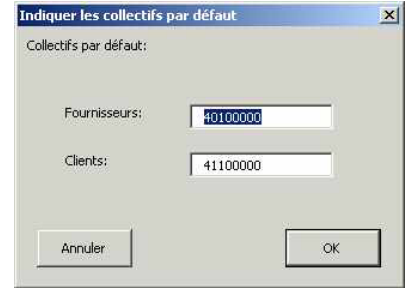 Indiquer les collectifs par défaut
Collectifs par défaut:
Fournisseurs: 40100000
Clients: 41100000
Annuler OK